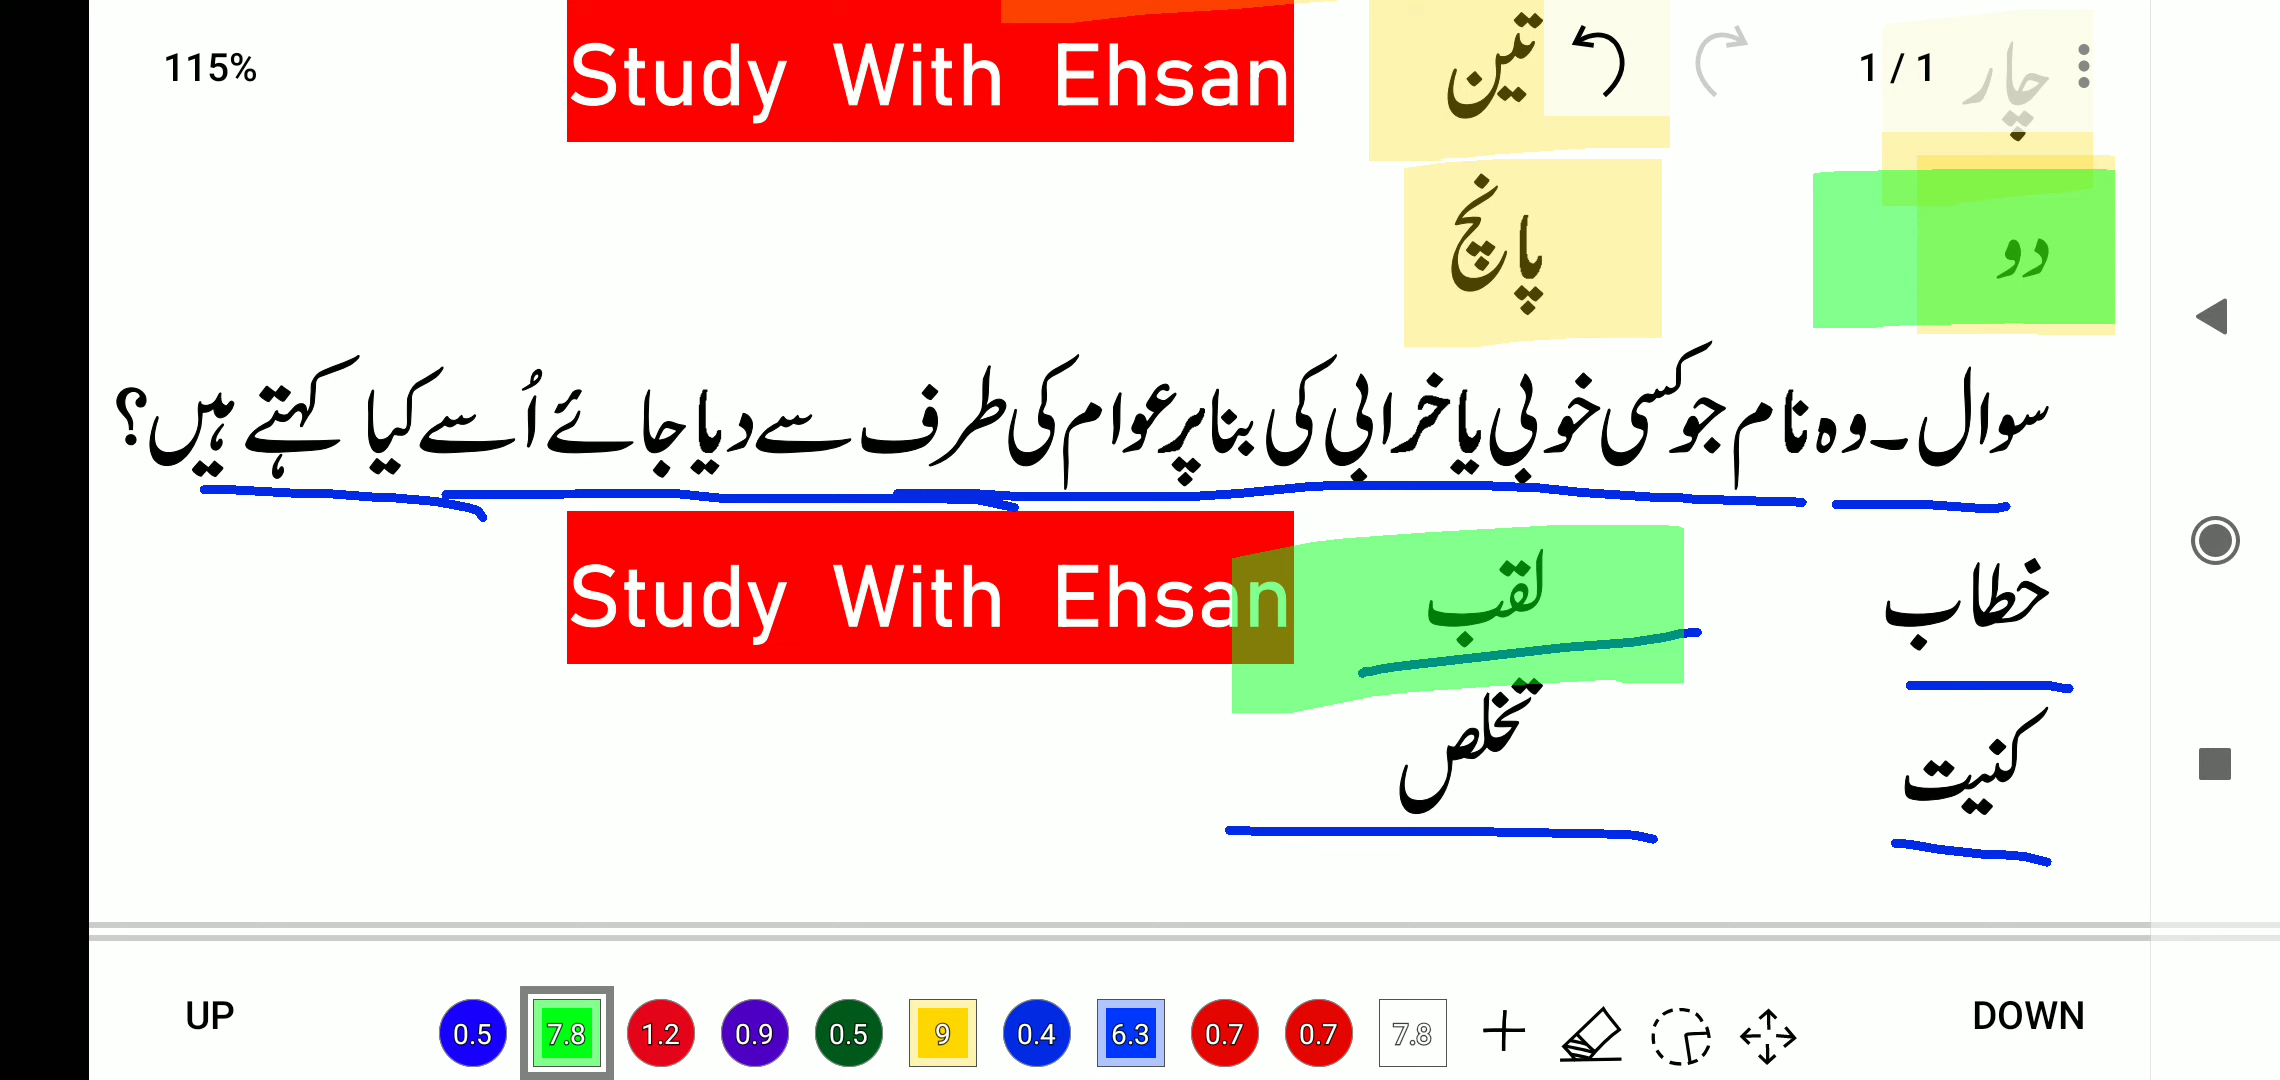 115%
Study With Ehsan
تین
1 / 1
چار
پانچ
دو
سوال۔ وہ نام جو کسی خوبی یا خرابی کی بنا پر عوام کی طرف سے دیا جائے اُسے کیا کہتے ہیں؟
Study With Ehsan
لقب
خطاب
تخلص
کنیت
UP
0.5 7.8 1.2 0.9 0.5 9 0.4 6.3 0.7 0.7 7.8
DOWN